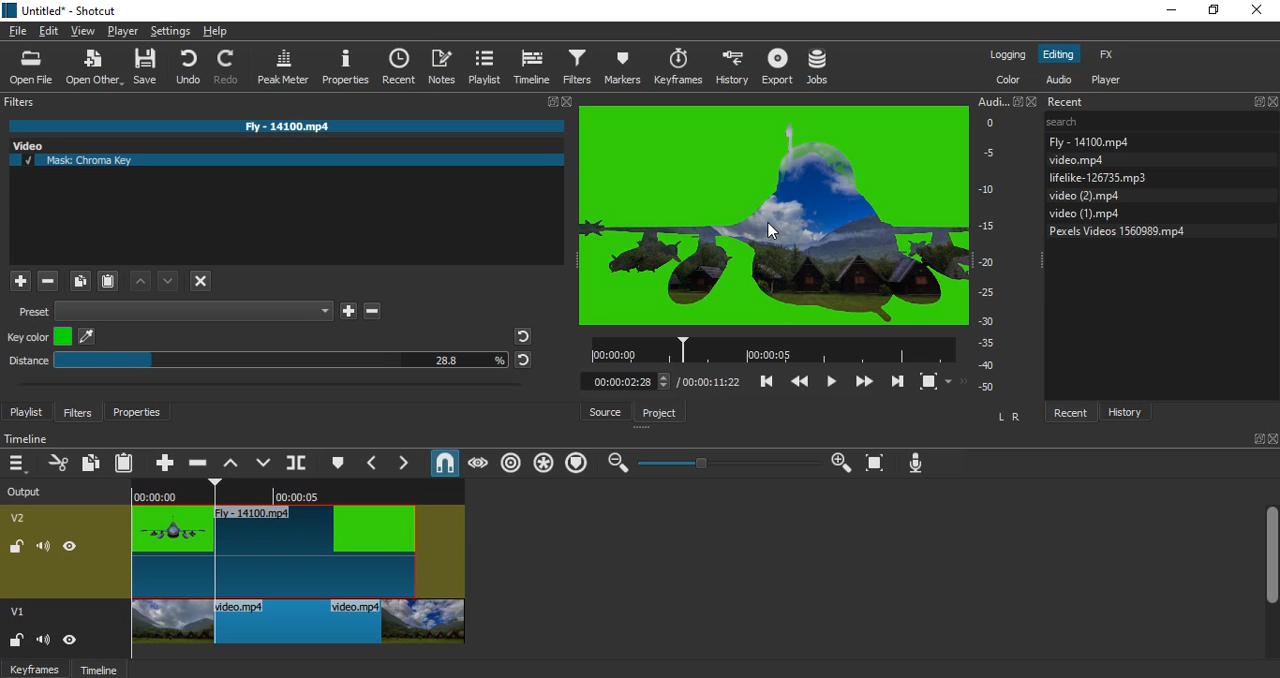 Untitled* - Shotcut
File Edit View Player Settings Help
Open File Open Other.. Save Undo Redo Peak Meter Properties Recent Notes Playlist Timeline Filters Markers Keyframes History Export Jobs
Logging Editing FX
Color Audio Player
Filters
Fly - 14100.mp4
Video
✓ Mask: Chroma Key
Preset
Key color
Distance 28.8 %
Playlist Filters Properties
00:00:00 00:00:05
00:00:02:28 / 00:00:11:22
Source Project
Audi...
0
-5
-10
-15
-20
-25
-30
-35
-40
-50
L R
Recent
search
Fly - 14100.mp4
video.mp4
lifelike-126735.mp3
video (2).mp4
video (1).mp4
Pexels Videos 1560989.mp4
Recent History
Timeline
Output
00:00:00 00:00:05
V2
Fly - 14100.mp4
V1
video.mp4 video.mp4
Keyframes Timeline